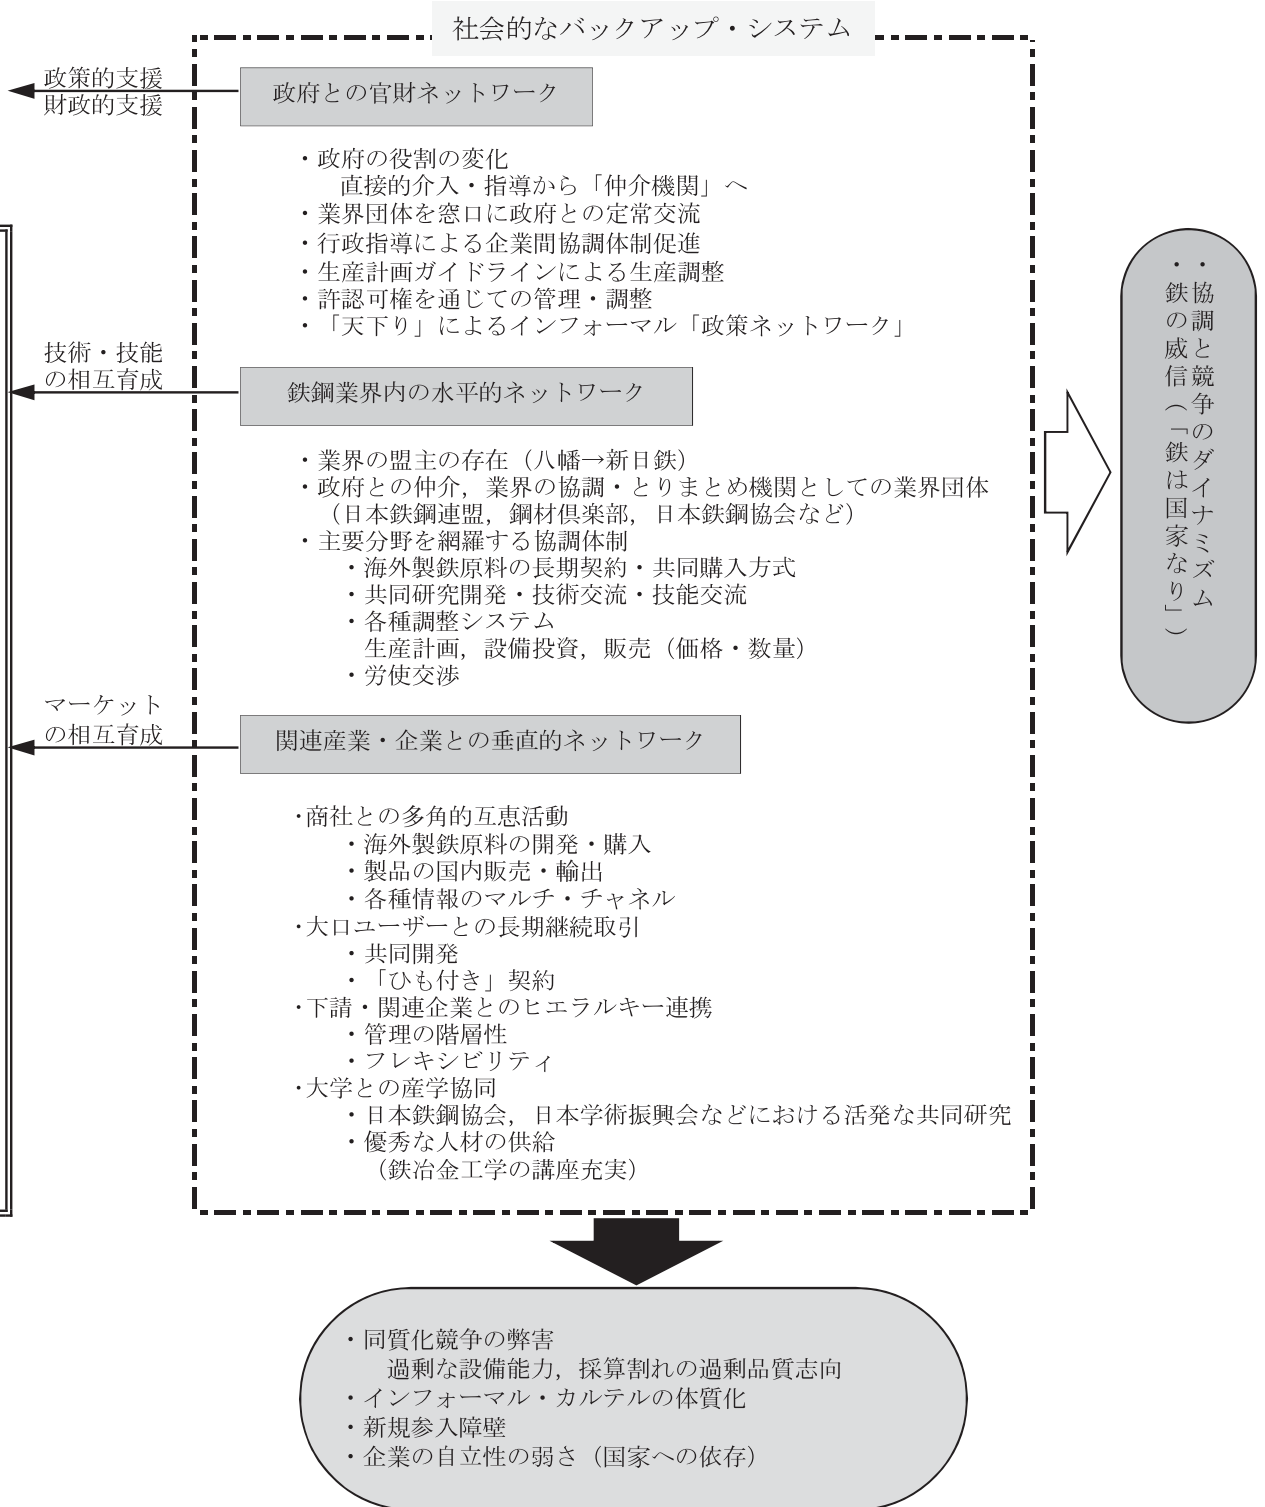 社会的なバックアップ・システム
政策的支援
財政的支援
政府との官財ネットワーク
・政府の役割の変化
直接的介入・指導から「仲介機関」へ
・業界団体を窓口に政府との定常交流
・行政指導による企業間協調体制促進
・生産計画ガイドラインによる生産調整
・許認可権を通じての管理・調整
・「天下り」によるインフォーマル「政策ネットワーク」
技術・技能
の相互育成
鉄鋼業界内の水平的ネットワーク
・業界の盟主の存在（八幡→新日鉄）
・政府との仲介，業界の協調・とりまとめ機関としての業界団体
（日本鉄鋼連盟，鋼材倶楽部，日本鉄鋼協会など）
・主要分野を網羅する協調体制
・海外製鉄原料の長期契約・共同購入方式
・共同研究開発・技術交流・技能交流
・各種調整システム
生産計画，設備投資，販売（価格・数量）
・労使交渉
マーケット
の相互育成
関連産業・企業との垂直的ネットワーク
・商社との多角的互恵活動
・海外製鉄原料の開発・購入
・製品の国内販売・輸出
・各種情報のマルチ・チャネル
・大口ユーザーとの長期継続取引
・共同開発
・「ひも付き」契約
・下請・関連企業とのヒエラルキー連携
・管理の階層性
・フレキシビリティ
・大学との産学協同
・日本鉄鋼協会，日本学術振興会などにおける活発な共同研究
・優秀な人材の供給
（鉄冶金工学の講座充実）
・協調と競争のダイナミズム
・鉄の威信（「鉄は国家なり」）
・同質化競争の弊害
過剰な設備能力，採算割れの過剰品質志向
・インフォーマル・カルテルの体質化
・新規参入障壁
・企業の自立性の弱さ（国家への依存）